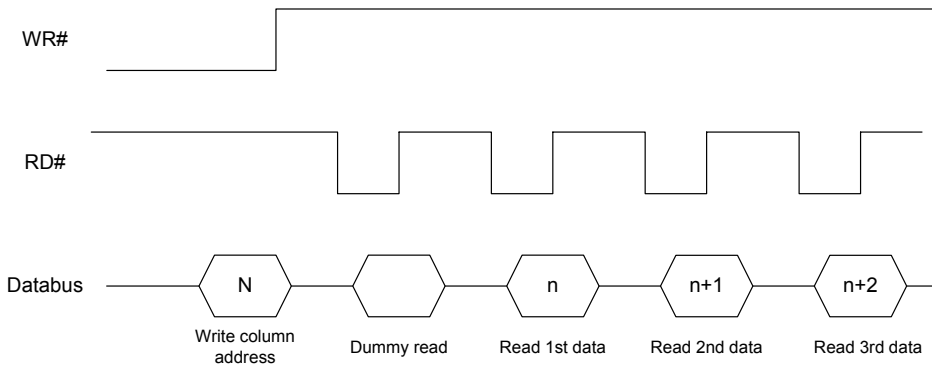 WR#
RD#
Databus
N
n
n+1
n+2
Write column
address
Dummy read
Read 1st data
Read 2nd data
Read 3rd data